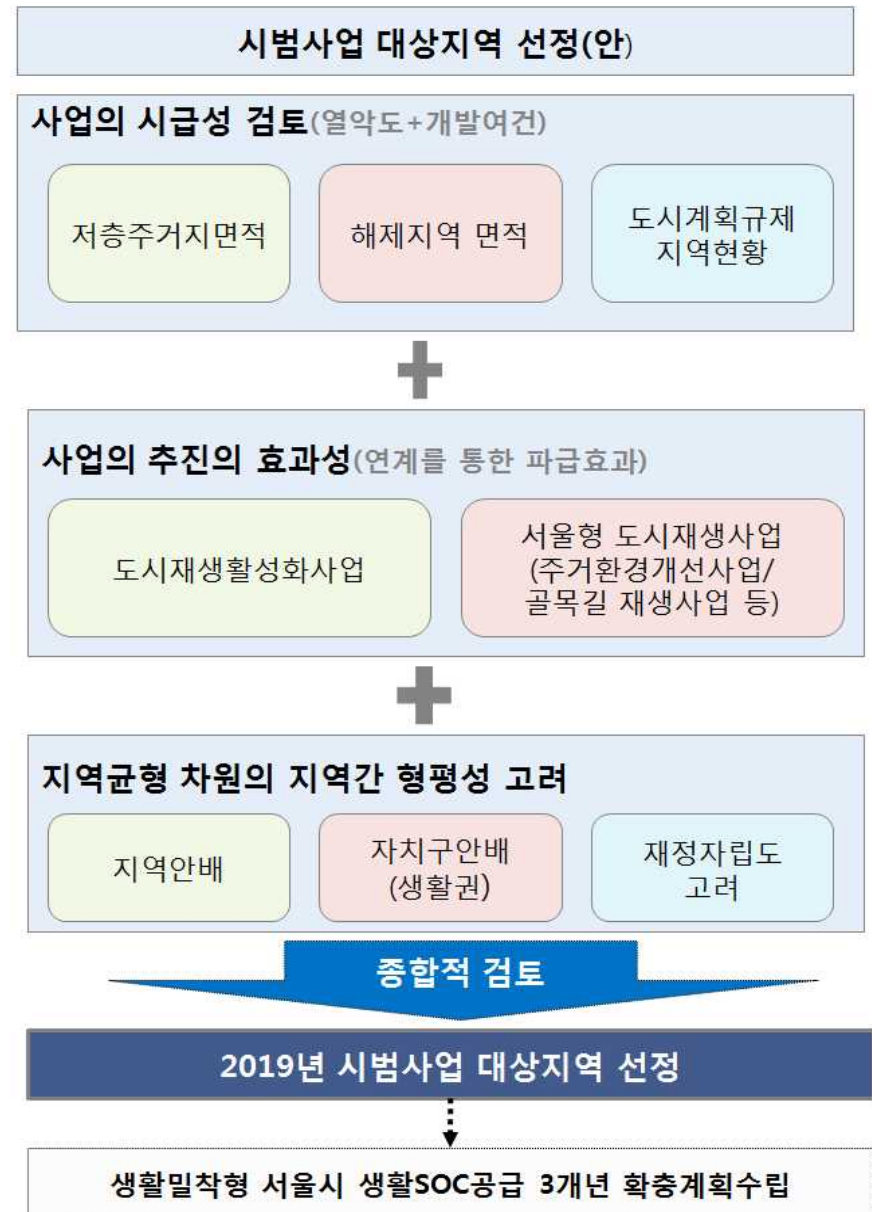 시범사업 대상지역 선정(안)
사업의 시급성 검토(열악도+개발여건)
저층주거지면적
해제지역 면적
도시계획규제
지역현황
사업의 추진의 효과성(연계를 통한 파급효과)
도시재생활성화사업
서울형 도시재생사업
(주거환경개선사업/
골목길 재생사업 등)
지역균형 차원의 지역간 형평성 고려
지역안배
자치구안배
(생활권)
재정자립도
고려
종합적 검토
2019년 시범사업 대상지역 선정
생활밀착형 서울시 생활SOC공급 3개년 확충계획수립